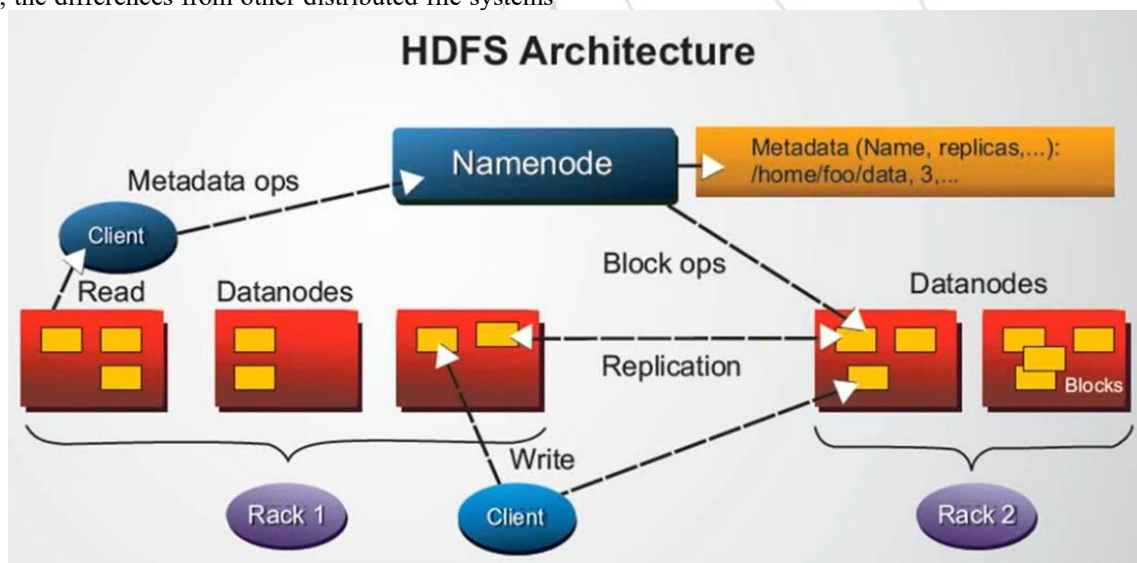 , the differences from other distributed file systems
HDFS Architecture
Namenode
Metadata (Name, replicas,...):
/home/foo/data, 3,...
Metadata ops
Client
Block ops
Read
Datanodes
Datanodes
Replication
Blocks
Write
Rack 1
Client
Rack 2